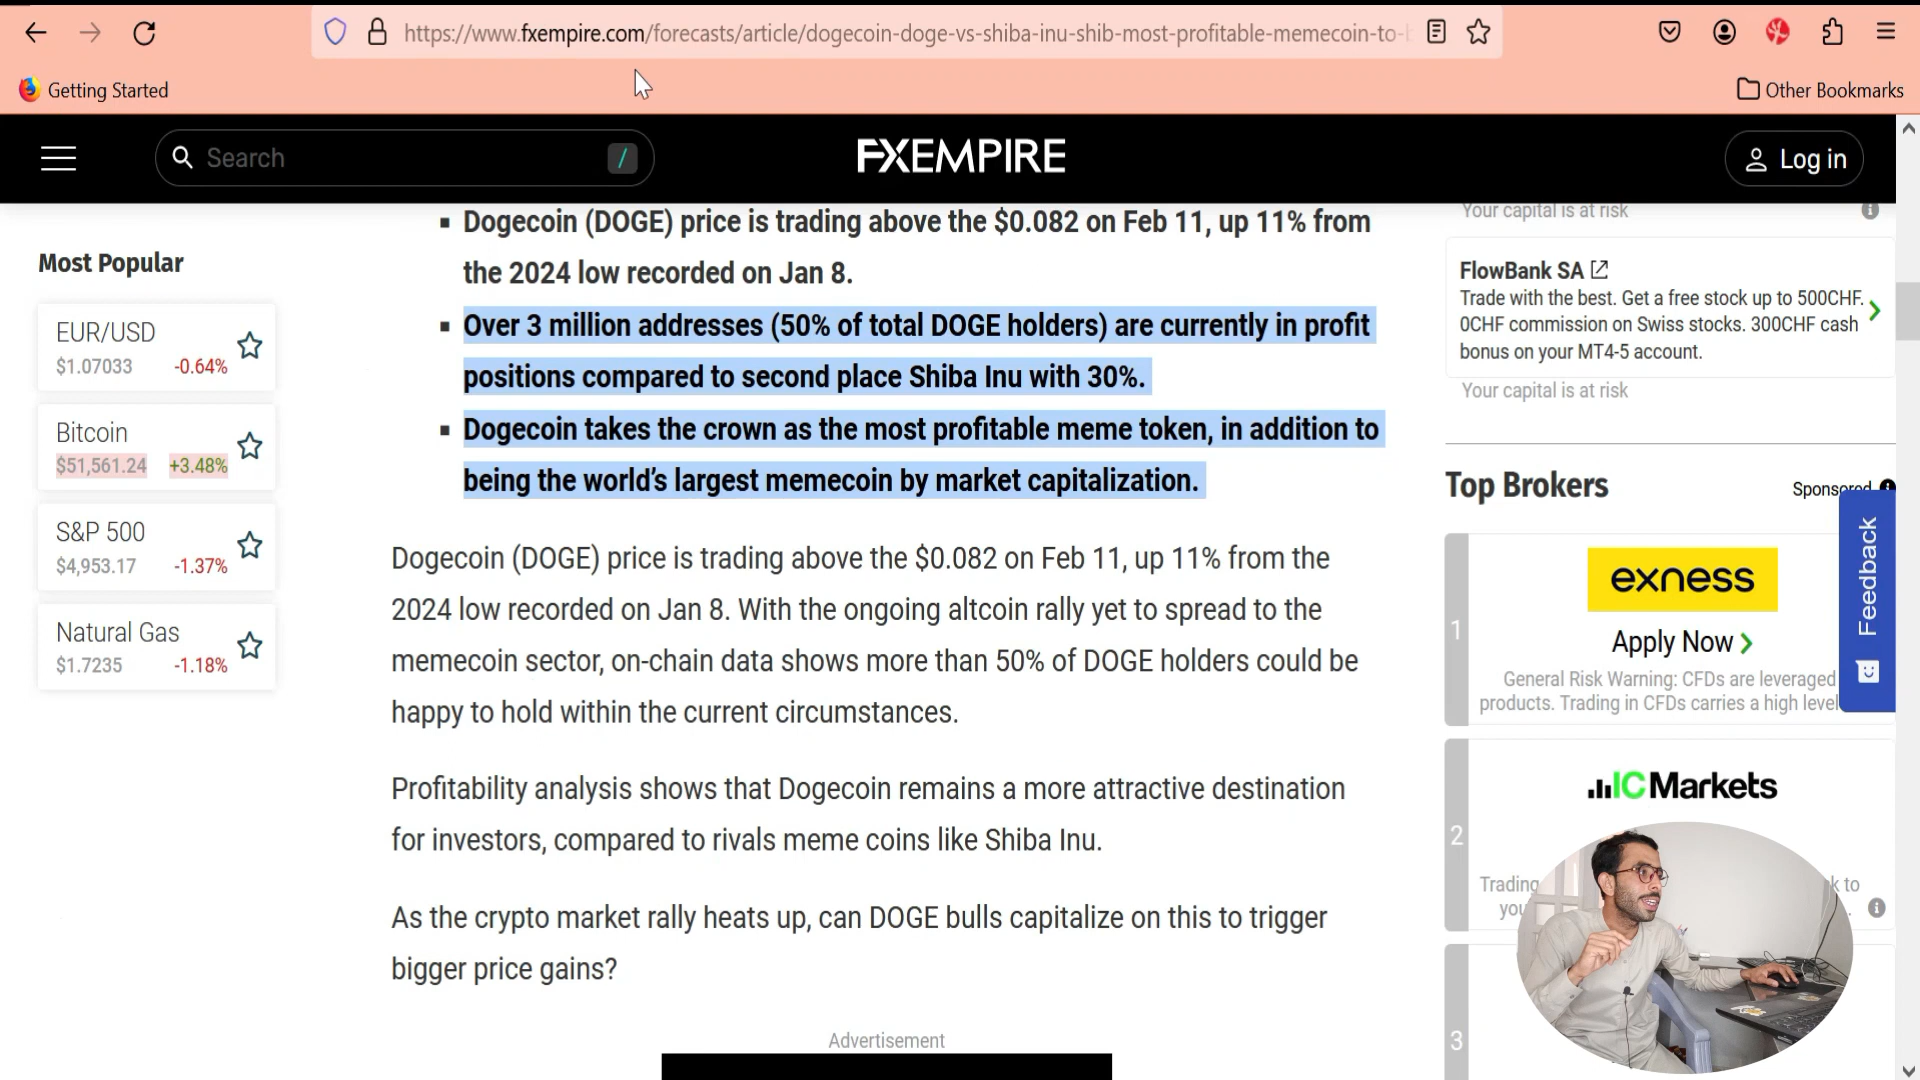 https://www.fxempire.com/forecasts/article/dogecoin-doge-vs-shiba-inu-shib-most-profitable-memecoin-to-
Getting Started
Other Bookmarks
Search
/
FXEMPIRE
Log in
Most Popular
EUR/USD
$1.07033 -0.64%
Bitcoin
$51,561.24 +3.48%
S&P 500
$4,953.17 -1.37%
Natural Gas
$1.7235 -1.18%
▪ Dogecoin (DOGE) price is trading above the $0.082 on Feb 11, up 11% from
the 2024 low recorded on Jan 8.
▪ Over 3 million addresses (50% of total DOGE holders) are currently in profit
positions compared to second place Shiba Inu with 30%.
▪ Dogecoin takes the crown as the most profitable meme token, in addition to
being the world’s largest memecoin by market capitalization.
Dogecoin (DOGE) price is trading above the $0.082 on Feb 11, up 11% from the
2024 low recorded on Jan 8. With the ongoing altcoin rally yet to spread to the
memecoin sector, on-chain data shows more than 50% of DOGE holders could be
happy to hold within the current circumstances.
Profitability analysis shows that Dogecoin remains a more attractive destination
for investors, compared to rivals meme coins like Shiba Inu.
As the crypto market rally heats up, can DOGE bulls capitalize on this to trigger
bigger price gains?
Advertisement
Your capital is at risk
FlowBank SA
Trade with the best. Get a free stock up to 500CHF.
0CHF commission on Swiss stocks. 300CHF cash
bonus on your MT4-5 account.
Your capital is at risk
Top Brokers
Sponsored
Feedback
1
exness
Apply Now
General Risk Warning: CFDs are leveraged
products. Trading in CFDs carries a high level
2
IC Markets
Trading
to
3